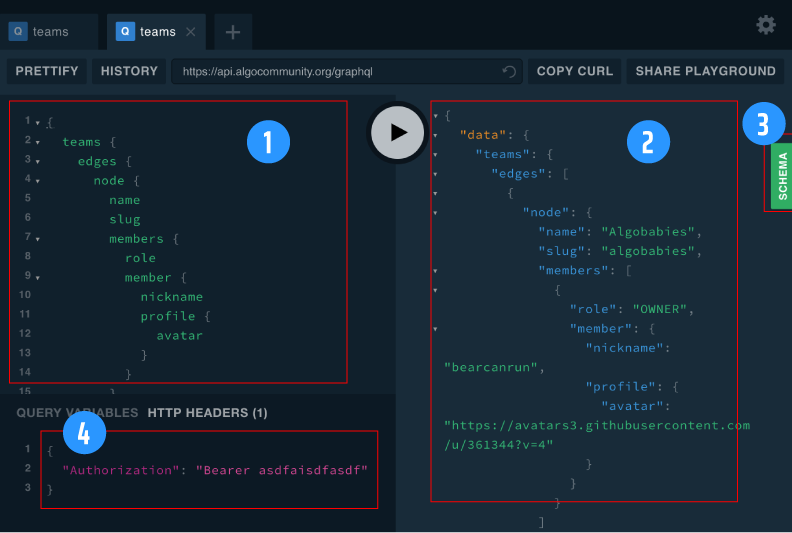 Q teams
Q teams ×
PRETTIFY
HISTORY
https://api.algocommunity.org/graphql
COPY CURL
SHARE PLAYGROUND
1
1 {
2 teams {
3 edges {
4 node {
5 name
6 slug
7 members {
8 role
9 member {
10 nickname
11 profile {
12 avatar
13 }
14 }
15 }
2
{
"data": {
"teams": {
"edges": [
{
"node": {
"name": "Algobabies",
"slug": "algobabies",
"members": [
{
"role": "OWNER",
"member": {
"nickname":
"bearcanrun",
"profile": {
"avatar":
"https://avatars3.githubusercontent.com
/u/361344?v=4"
}
}
}
]
3
SCHEMA
QUERY VARIABLES HTTP HEADERS (1)
4
1 {
2 "Authorization": "Bearer asdfaisdfasdf"
3 }